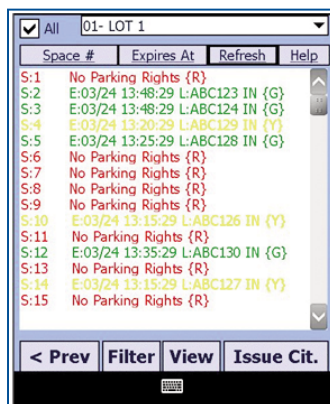 All 01- LOT 1
Space # Expires At Refresh Help
S:1 No Parking Rights {R}
S:2 E:03/24 13:48:29 L:ABC123 IN {G}
S:3 E:03/24 13:48:29 L:ABC124 IN {G}
S:4 E:03/24 13:20:29 L:ABC129 IN {Y}
S:5 E:03/24 13:25:29 L:ABC128 IN {G}
S:6 No Parking Rights {R}
S:7 No Parking Rights {R}
S:8 No Parking Rights {R}
S:9 No Parking Rights {R}
S:10 E:03/24 13:15:29 L:ABC126 IN {Y}
S:11 No Parking Rights {R}
S:12 E:03/24 13:35:29 L:ABC130 IN {G}
S:13 No Parking Rights {R}
S:14 E:03/24 13:15:29 L:ABC127 IN {Y}
S:15 No Parking Rights {R}
< Prev Filter View Issue Cit.